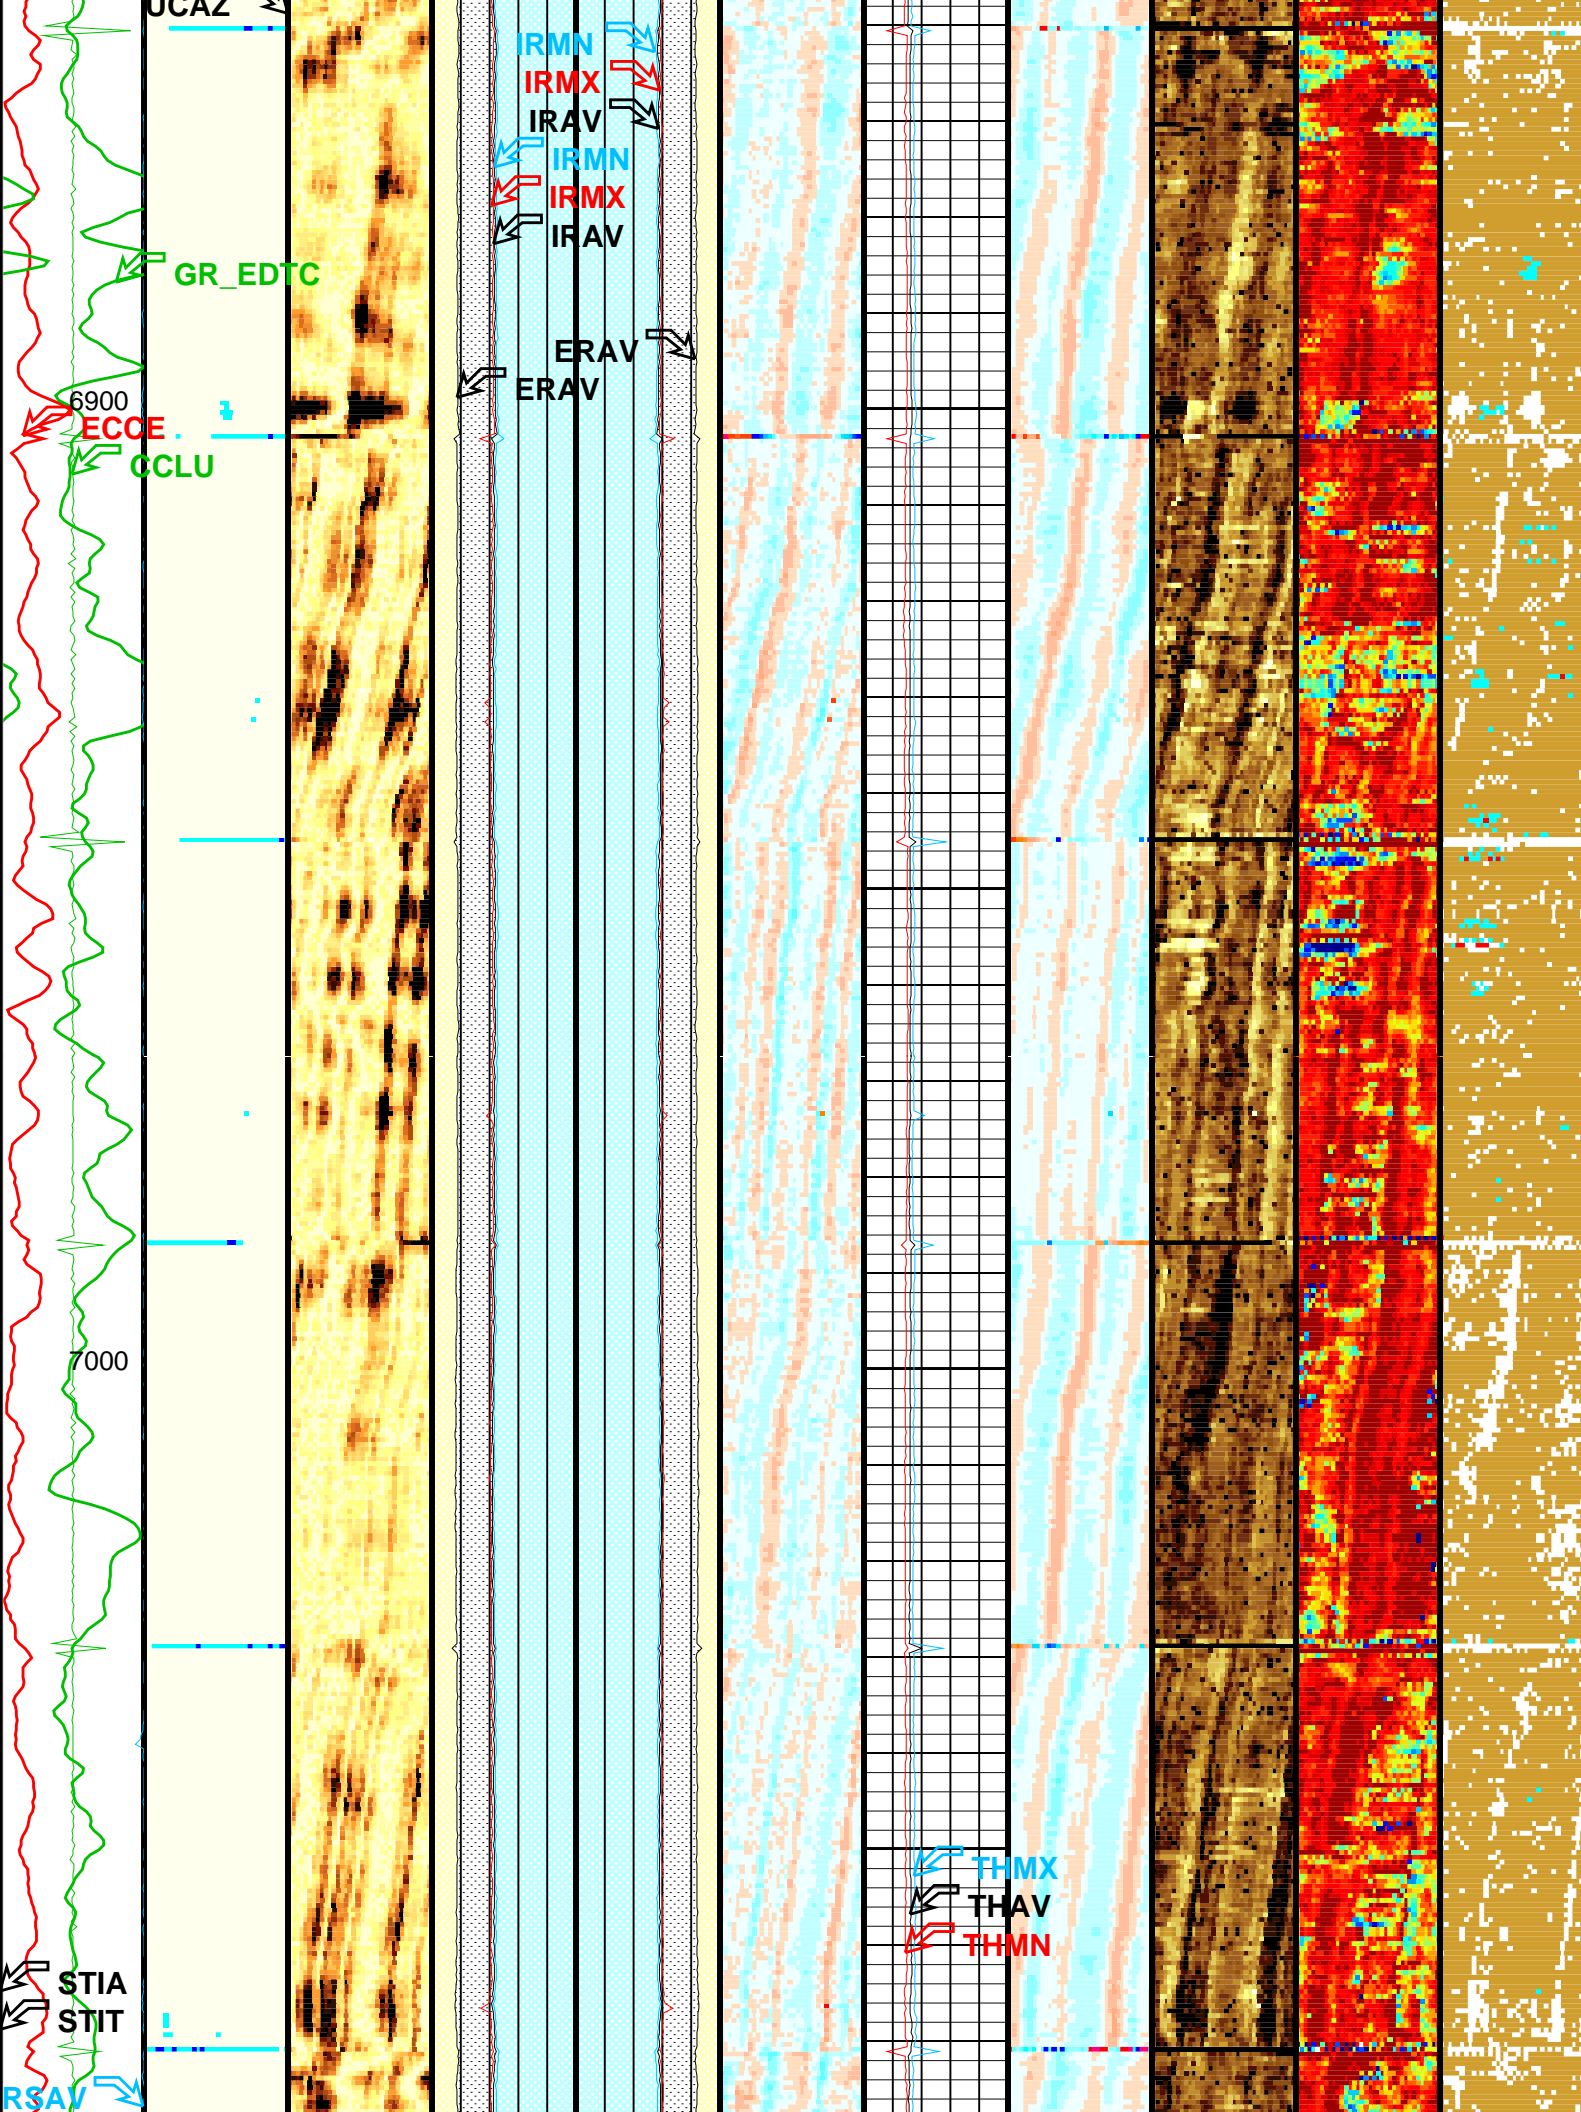 UCAZ
IRMN
IRMX
IRAV
IRMN
IRMX
IRAV
GR_EDTC
ERAV
ERAV
6900
ECCE
CCLU
7000
THMX
THAV
THMN
STIA
STIT
RSAV